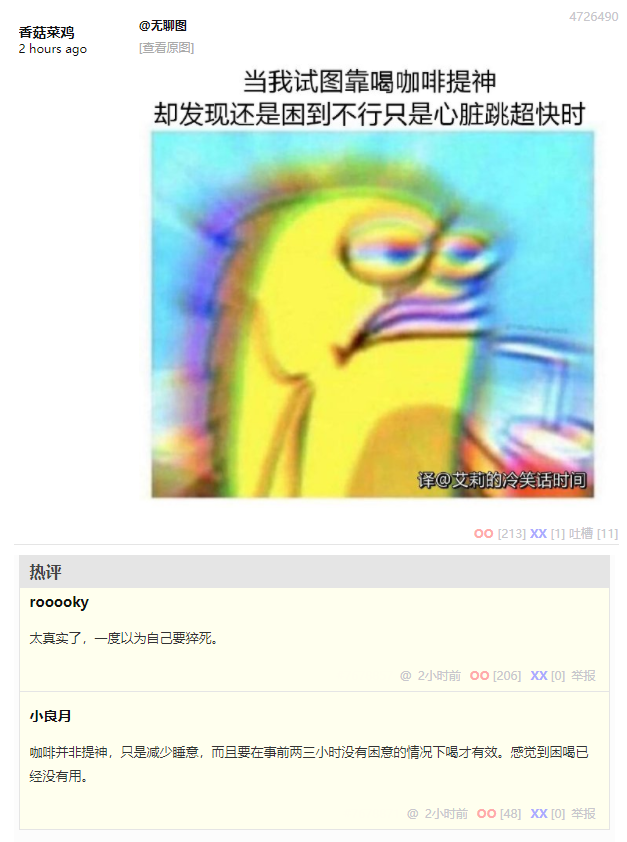 4726490
香菇菜鸡
2 hours ago
@无聊图
[查看原图]
当我试图靠喝咖啡提神
却发现还是困到不行只是心脏跳超快时
译@艾莉的冷笑话时间
OO [213] XX [1] 吐槽 [11]
热评
rooooky
太真实了，一度以为自己要猝死。
@ 2小时前 OO [206] XX [0] 举报
小良月
咖啡并非提神，只是减少睡意，而且要在事前两三小时没有困意的情况下喝才有效。感觉到困喝已
经没有用。
@ 2小时前 OO [48] XX [0] 举报